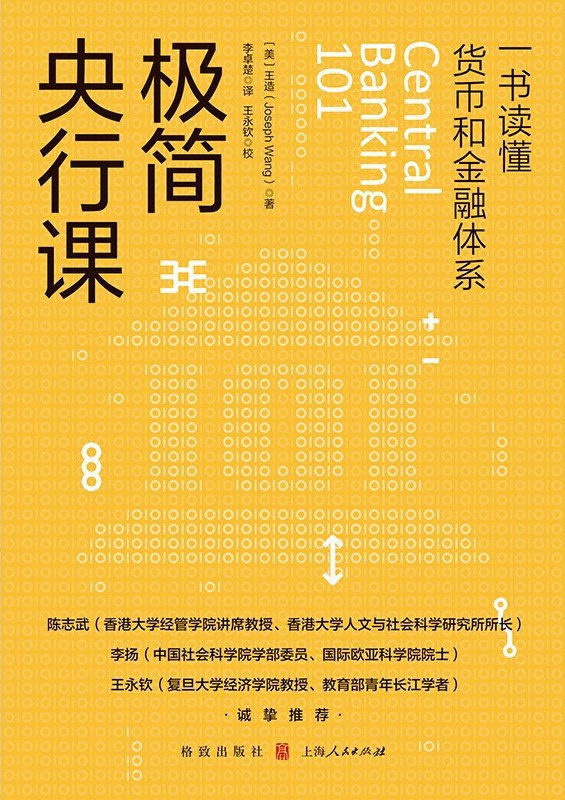 一书读懂
货币和金融体系
Central
Banking
101
[美]王造(Joseph Wang)◎著
李卓楚◎译 王永钦◎校
极简
央行课
陈志武(香港大学经管学院讲席教授、香港大学人文与社会科学研究所所长)
李扬(中国社会科学院学部委员、国际欧亚科学院院士)
王永钦(复旦大学经济学院教授、教育部青年长江学者)
·诚挚推荐·
格致出版社 上海人民出版社